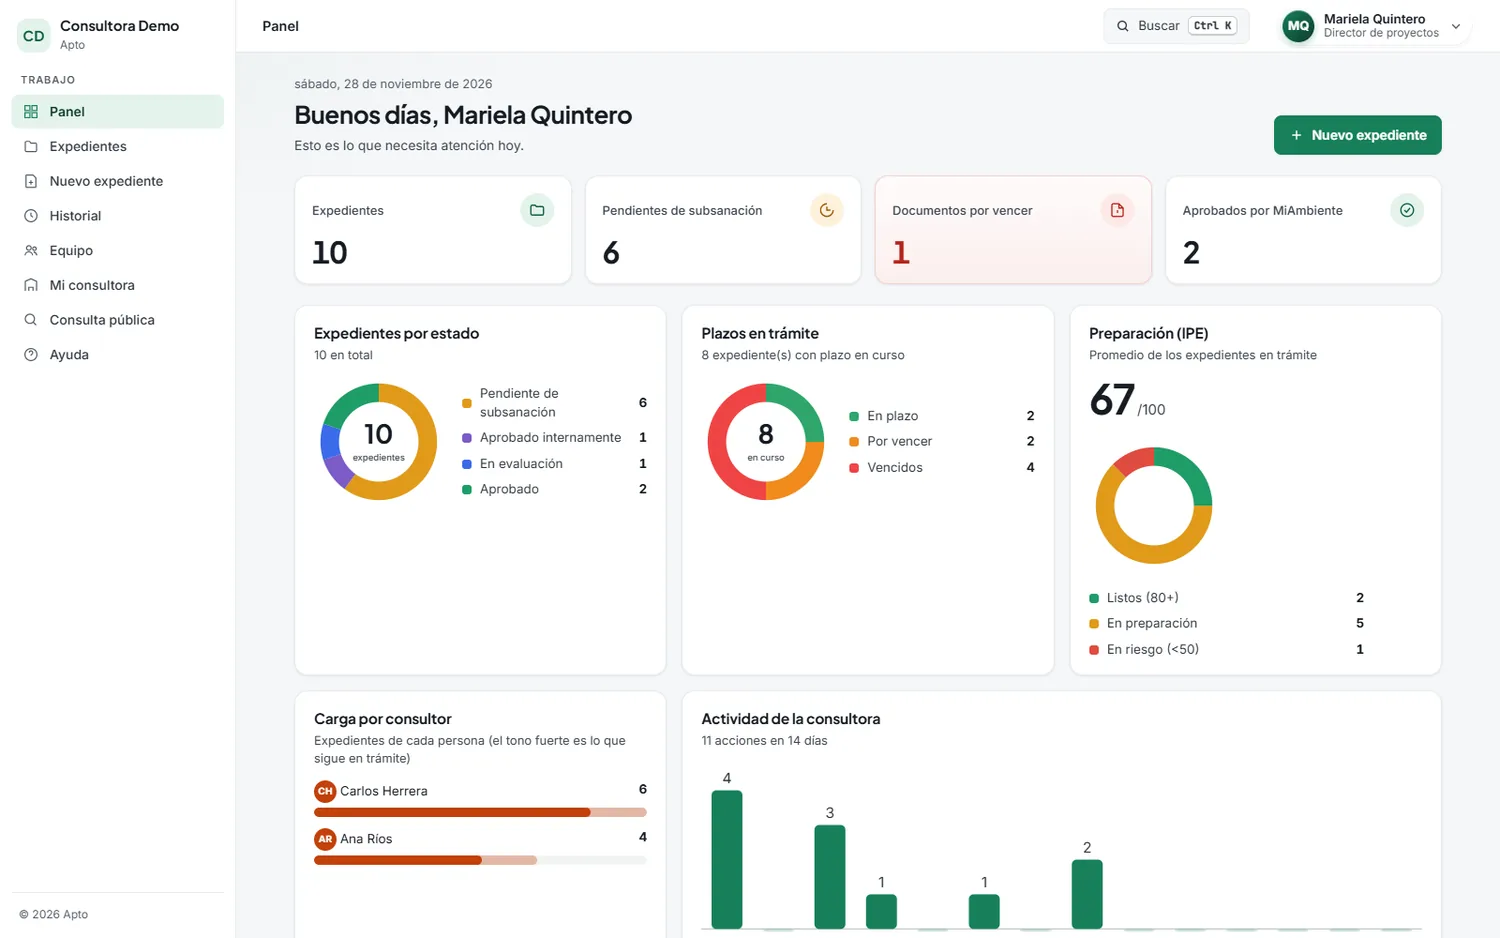 CD
Consultora Demo
Apto
TRABAJO
Panel
Expedientes
Nuevo expediente
Historial
Equipo
Mi consultora
Consulta pública
Ayuda
© 2026 Apto
Panel
Buscar Ctrl K
MQ
Mariela Quintero
Director de proyectos
sábado, 28 de noviembre de 2026
Buenos días, Mariela Quintero
Esto es lo que necesita atención hoy.
+ Nuevo expediente
Expedientes
10
Pendientes de subsanación
6
Documentos por vencer
1
Aprobados por MiAmbiente
2
Expedientes por estado
10 en total
10
expedientes
Pendiente de
subsanación 6
Aprobado internamente 1
En evaluación 1
Aprobado 2
Plazos en trámite
8 expediente(s) con plazo en curso
8
en curso
En plazo 2
Por vencer 2
Vencidos 4
Preparación (IPE)
Promedio de los expedientes en trámite
67/100
Listos (80+) 2
En preparación 5
En riesgo (<50) 1
Carga por consultor
Expedientes de cada persona (el tono fuerte es lo que
sigue en trámite)
CH Carlos Herrera 6
AR Ana Ríos 4
Actividad de la consultora
11 acciones en 14 días
4
3
1
1
2